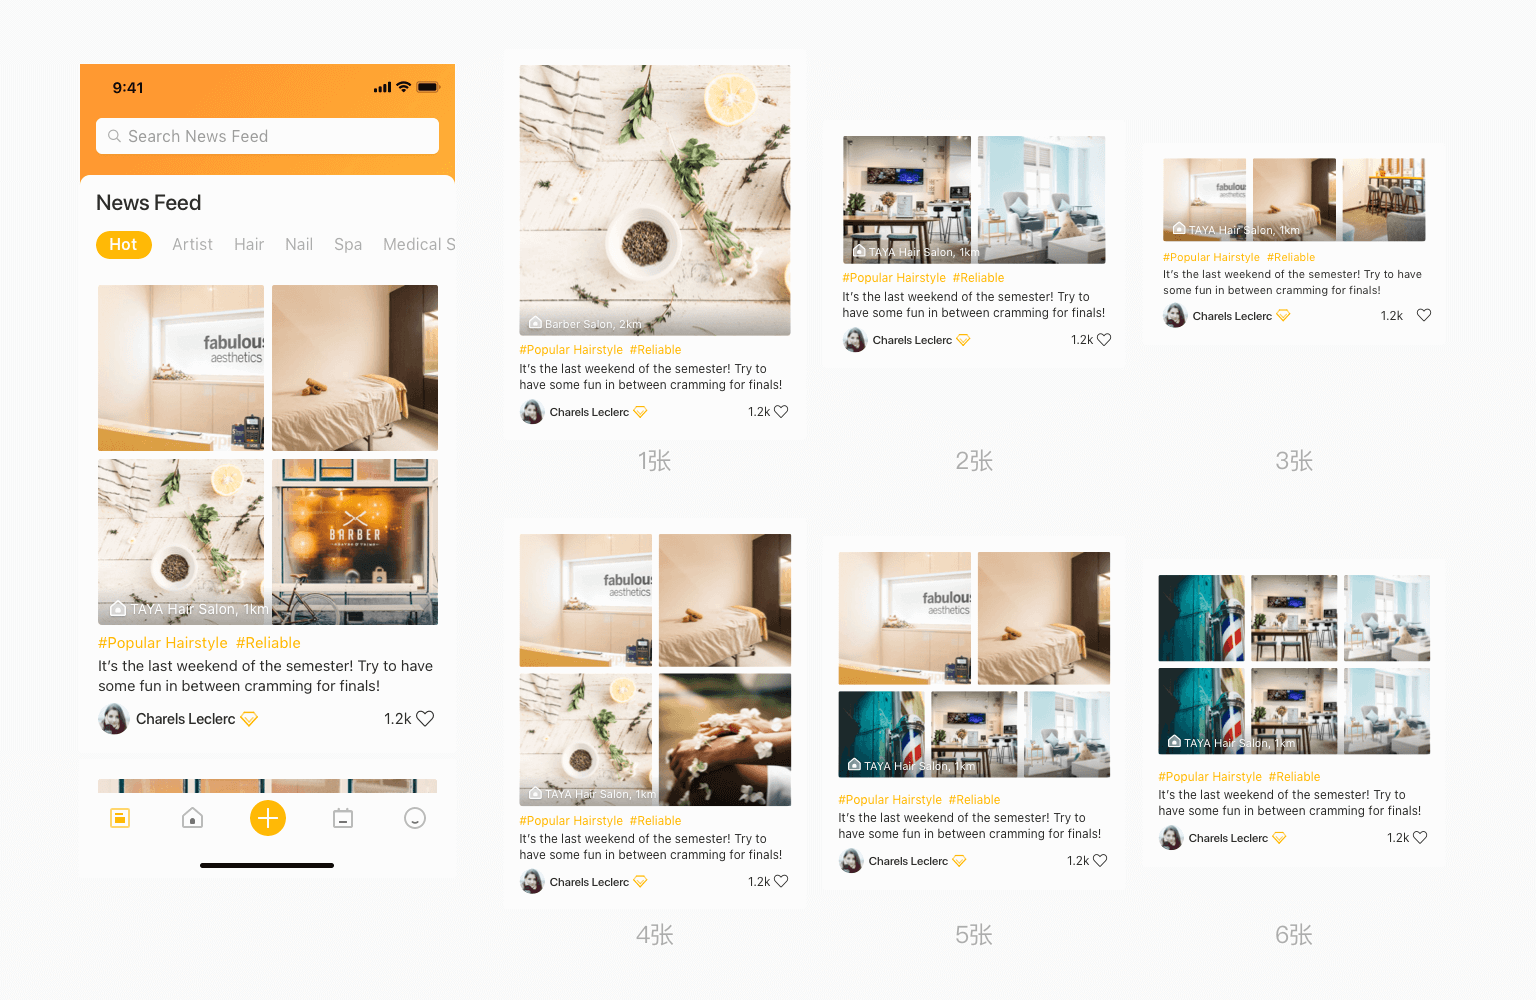 9:41
Search News Feed
News Feed
Hot Artist Hair Nail Spa Medical S
fabulous
aesthetics
BARBER
TAYA Hair Salon, 1km
#Popular Hairstyle #Reliable
It's the last weekend of the semester! Try to have
some fun in between cramming for finals!
Charels Leclerc 1.2k
Barber Salon, 2km
#Popular Hairstyle #Reliable
It's the last weekend of the semester! Try to
have some fun in between cramming for finals!
Charels Leclerc 1.2k
1张
TAYA Hair Salon, 1km
#Popular Hairstyle #Reliable
It's the last weekend of the semester! Try to
have some fun in between cramming for finals!
Charels Leclerc 1.2k
2张
fabulous
aesthetics
TAYA Hair Salon, 1km
#Popular Hairstyle #Reliable
It's the last weekend of the semester! Try to have
some fun in between cramming for finals!
Charels Leclerc 1.2k
3张
fabulous
aesthetics
TAYA Hair Salon, 1km
#Popular Hairstyle #Reliable
It's the last weekend of the semester! Try to
have some fun in between cramming for finals!
Charels Leclerc 1.2k
4张
fabulous
aesthetics
TAYA Hair Salon, 1km
#Popular Hairstyle #Reliable
It's the last weekend of the semester! Try to
have some fun in between cramming for finals!
Charels Leclerc 1.2k
5张
TAYA Hair Salon, 1km
#Popular Hairstyle #Reliable
It's the last weekend of the semester! Try to
have some fun in between cramming for finals!
Charels Leclerc 1.2k
6张